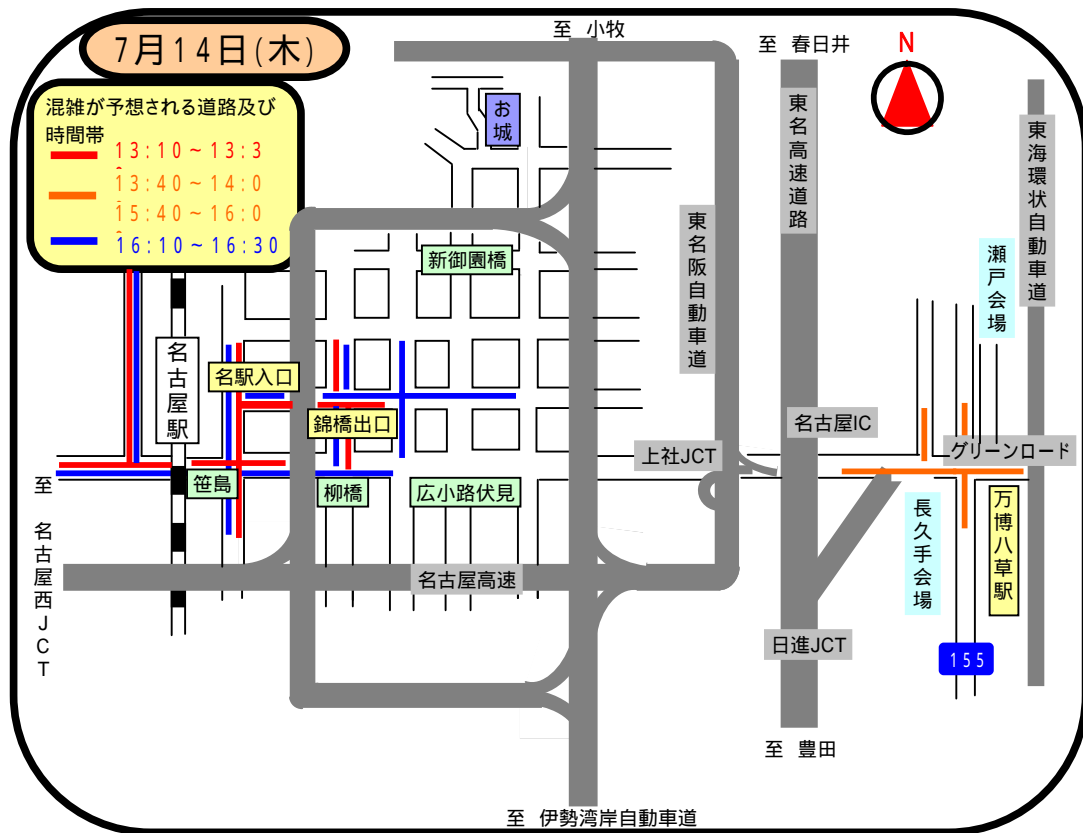 7月14日(木)
混雑が予想される道路及び
時間帯
13:10～13:3
13:40～14:0
15:40～16:0
16:10～16:30
至 小牧
至 春日井
N
お城
東名高速道路
東海環状自動車道
東名阪自動車道
瀬戸会場
新御園橋
名古屋駅
名駅入口
錦橋出口
名古屋IC
上社JCT
グリーンロード
笹島
柳橋
広小路伏見
長久手会場
万博八草駅
至 名古屋西JCT
名古屋高速
日進JCT
155
至 豊田
至 伊勢湾岸自動車道